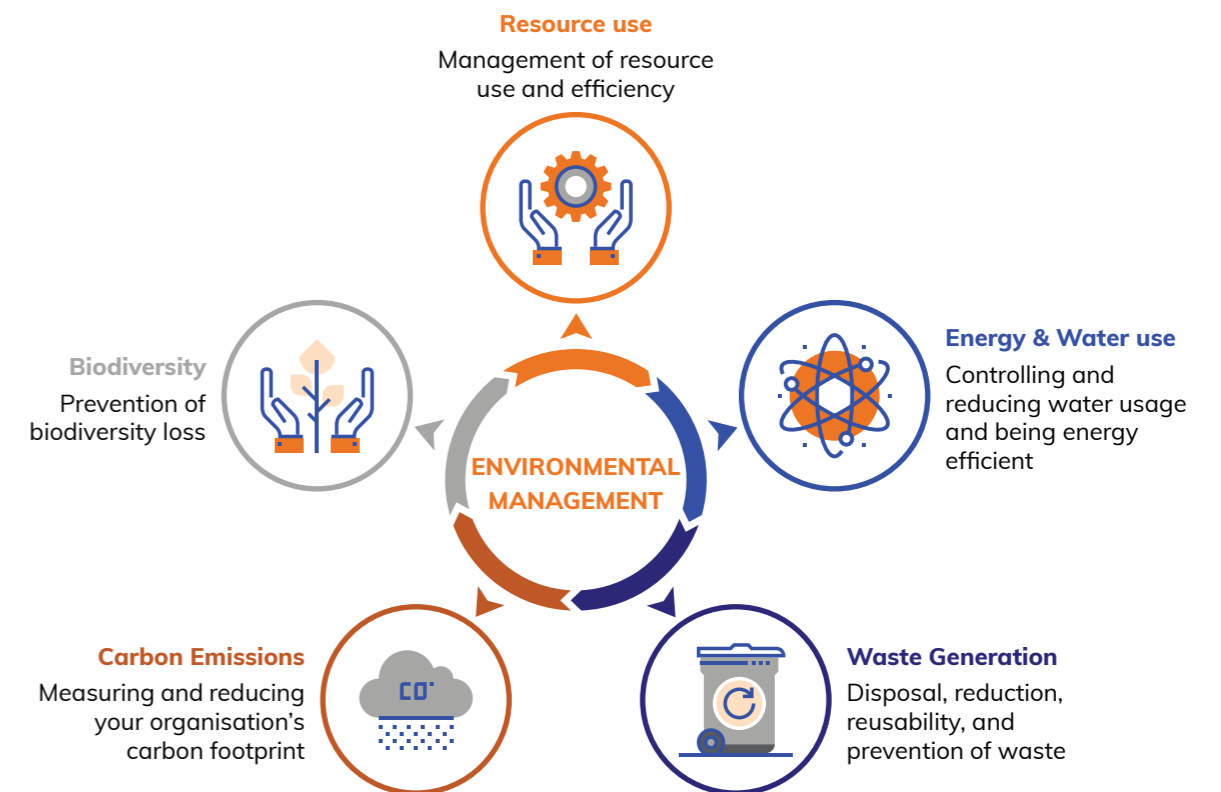 Resource use
Management of resource
use and efficiency
Energy & Water use
Controlling and
reducing water usage
and being energy
efficient
Biodiversity
Prevention of
biodiversity loss
ENVIRONMENTAL
MANAGEMENT
Carbon Emissions
Measuring and reducing
your organisation's
carbon footprint
CO
Waste Generation
Disposal, reduction,
reusability, and
prevention of waste